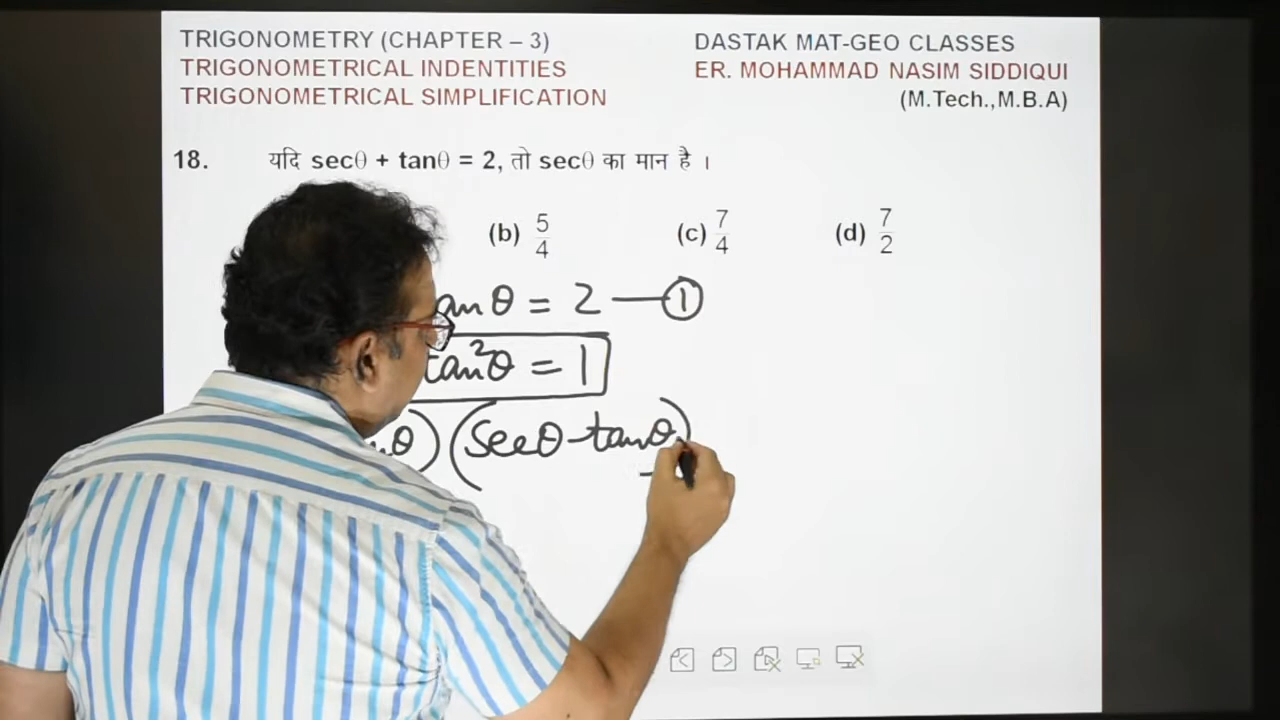 TRIGONOMETRY (CHAPTER – 3)
TRIGONOMETRICAL INDENTITIES
TRIGONOMETRICAL SIMPLIFICATION
DASTAK MAT-GEO CLASSES
ER. MOHAMMAD NASIM SIDDIQUI
(M.Tech.,M.B.A)
18. यदि secθ + tanθ = 2, तो secθ का मान है ।
(b) 5/4 (c) 7/4 (d) 7/2
anθ = 2 — ①
tan²θ = 1
θ) (secθ - tanθ)